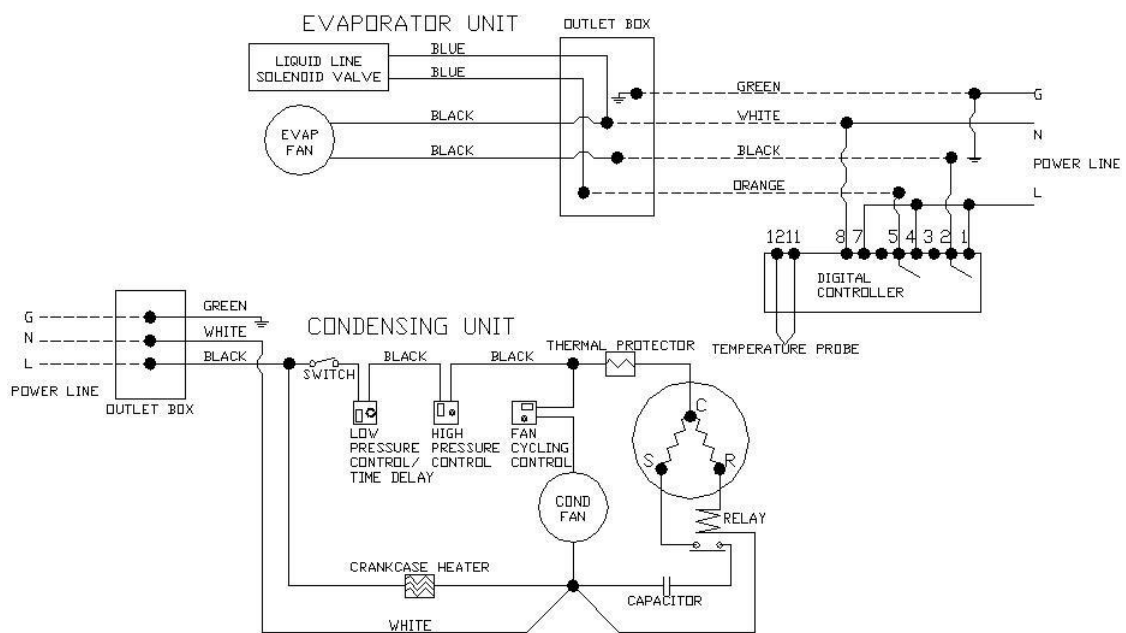 EVAPORATOR UNIT
OUTLET BOX
LIQUID LINE
SOLENOID VALVE
BLUE
BLUE
GREEN
G
EVAP
FAN
BLACK
WHITE
N
BLACK
BLACK
POWER LINE
ORANGE
L
12 11 8 7 5 4 3 2 1
DIGITAL
CONTROLLER
TEMPERATURE PROBE
G
GREEN
N
WHITE
L
BLACK
POWER LINE
OUTLET BOX
CONDENSING UNIT
SWITCH
BLACK
BLACK
THERMAL PROTECTOR
LOW
PRESSURE
CONTROL/
TIME DELAY
HIGH
PRESSURE
CONTROL
FAN
CYCLING
CONTROL
C
S
R
COND
FAN
RELAY
CRANKCASE HEATER
CAPACITOR
WHITE